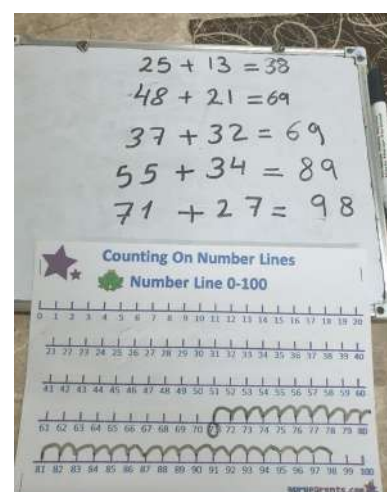 25 + 13 = 38
48 + 21 = 69
37 + 32 = 69
55 + 34 = 89
71 + 27 = 98
Counting On Number Lines
Number Line 0-100
0 1 2 3 4 5 6 7 8 9 10 11 12 13 14 15 16 17 18 19 20
21 22 23 24 25 26 27 28 29 30 31 32 33 34 35 36 37 38 39 40
41 42 43 44 45 46 47 48 49 50 51 52 53 54 55 56 57 58 59 60
61 62 63 64 65 66 67 68 69 70 71 72 73 74 75 76 77 78 79 80
81 82 83 84 85 86 87 88 89 90 91 92 93 94 95 96 97 98 99 100